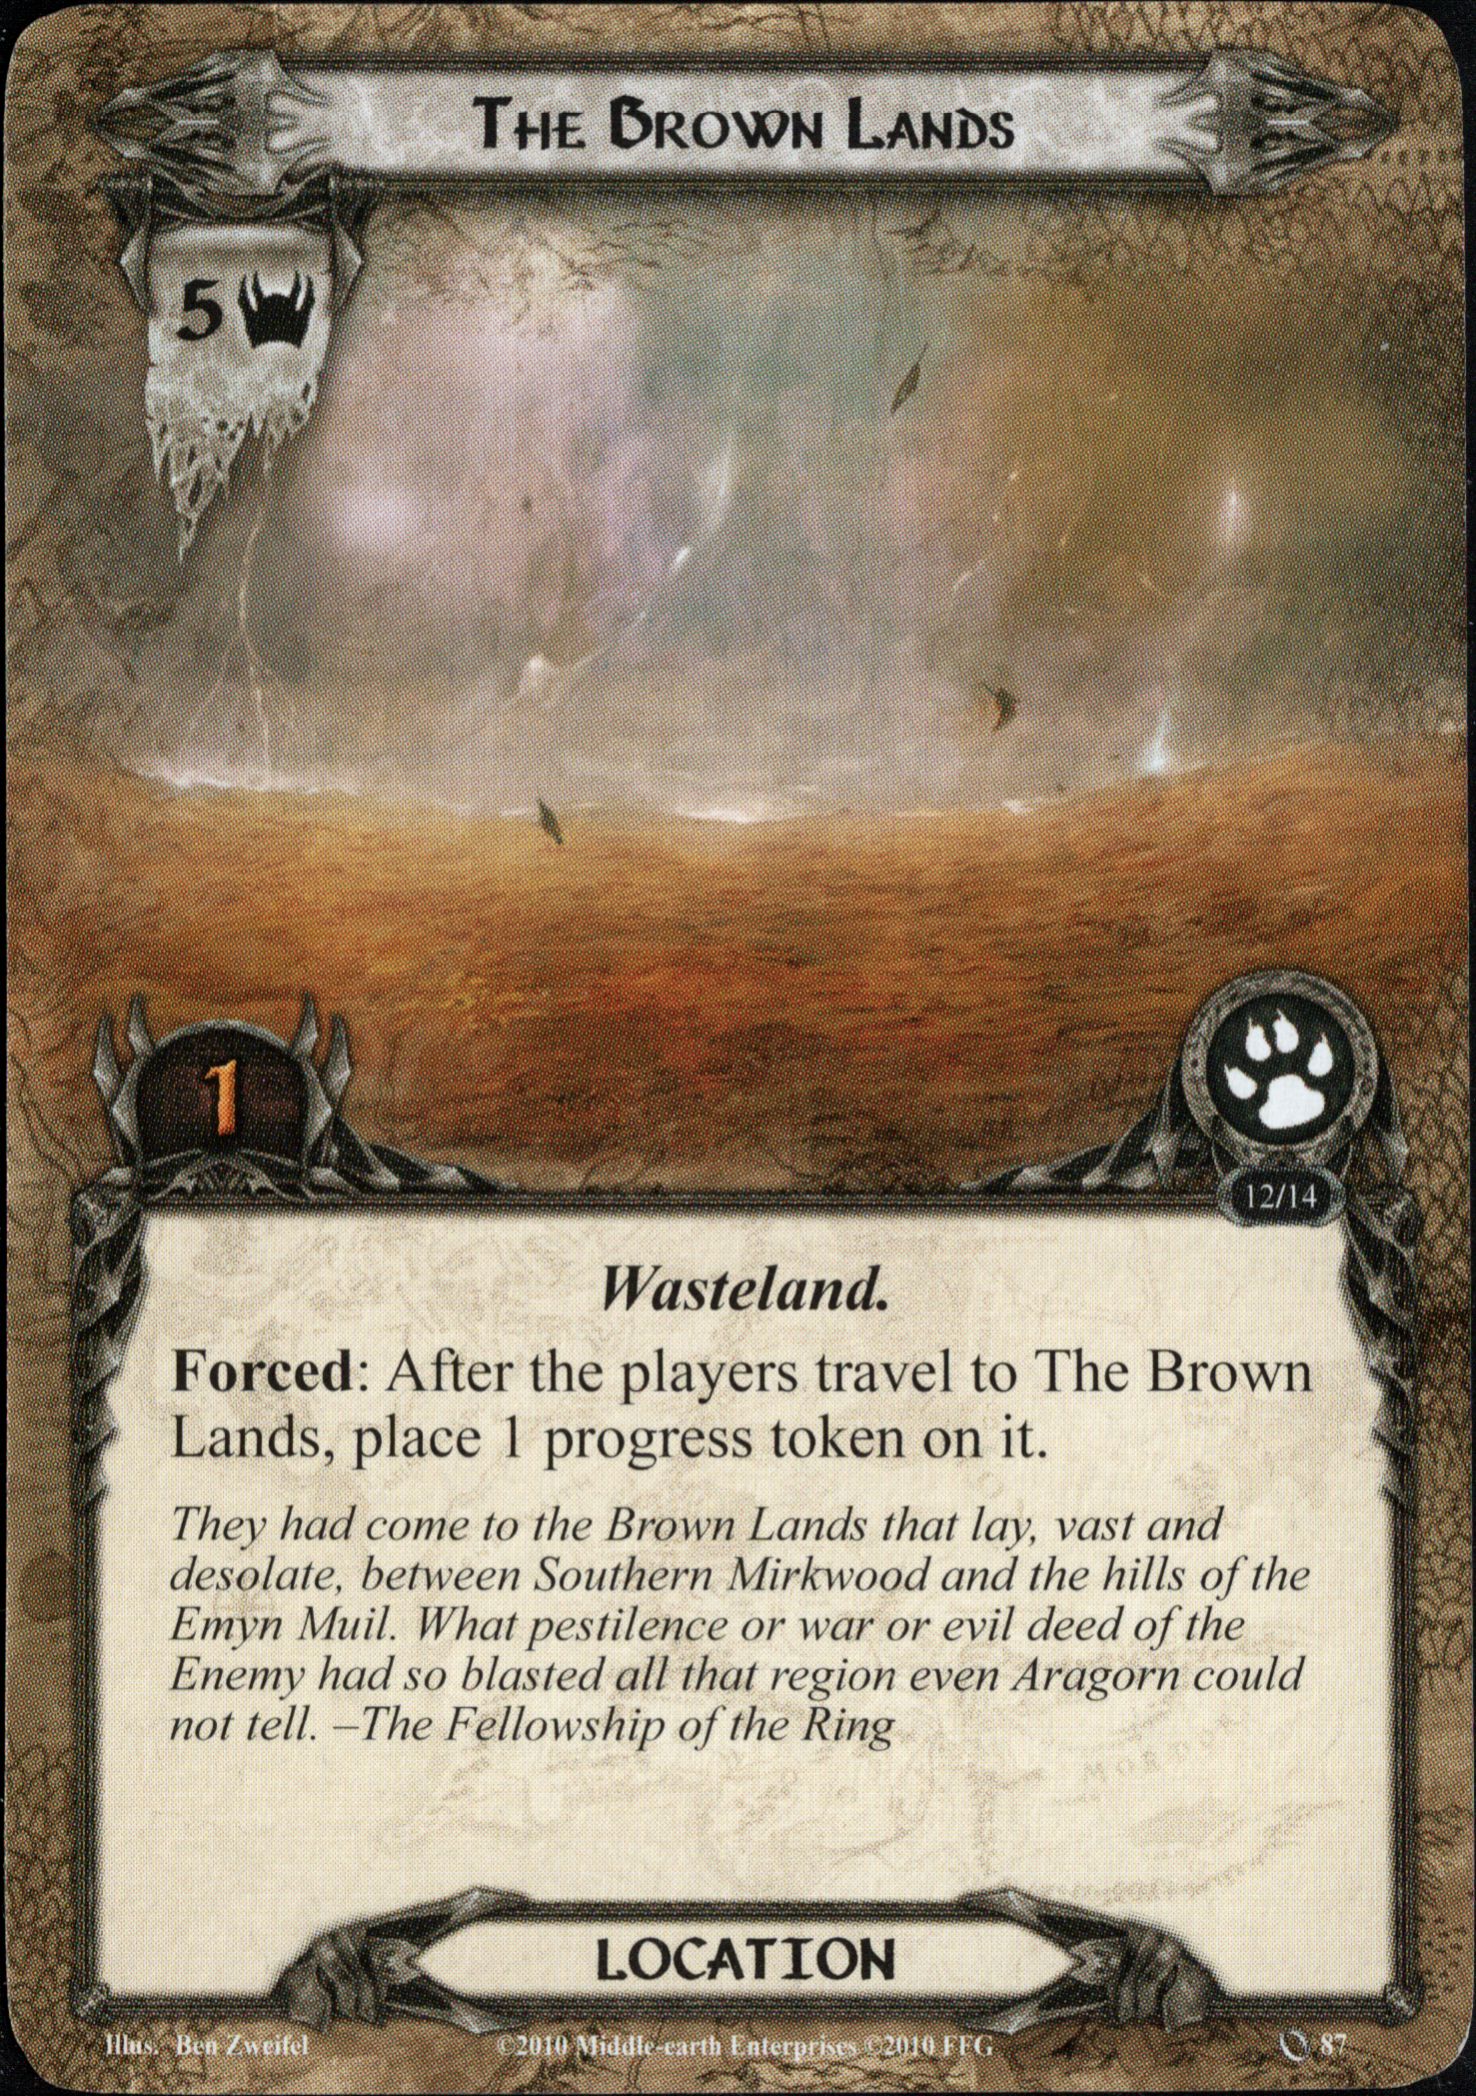 The Brown Lands
5
1
12/14
Wasteland.
Forced: After the players travel to The Brown
Lands, place 1 progress token on it.
They had come to the Brown Lands that lay, vast and
desolate, between Southern Mirkwood and the hills of the
Emyn Muil. What pestilence or war or evil deed of the
Enemy had so blasted all that region even Aragorn could
not tell. –The Fellowship of the Ring
LOCATION
Illus. Ben Zweifel
©2010 Middle-earth Enterprises ©2010 FFG
87